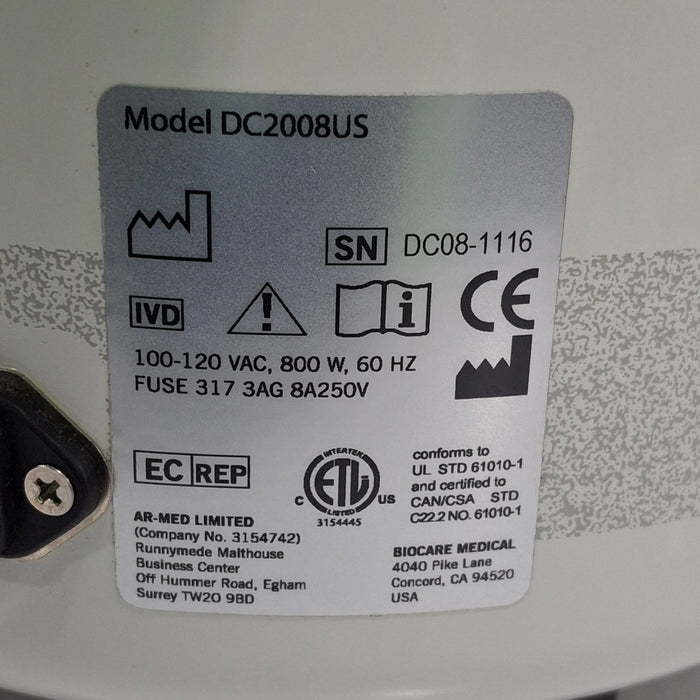 Model DC2008US
SN DC08-1116
IVD
CE
100-120 VAC, 800 W, 60 HZ
FUSE 317 3AG 8A250V
EC REP
INTERTEK
C ETL US
LISTED
3154445
conforms to
UL STD 61010-1
and certified to
CAN/CSA STD
C22.2 NO. 61010-1
AR-MED LIMITED
(Company No. 3154742)
Runnymede Malthouse
Business Center
Off Hummer Road, Egham
Surrey TW20 9BD
BIOCARE MEDICAL
4040 Pike Lane
Concord, CA 94520
USA